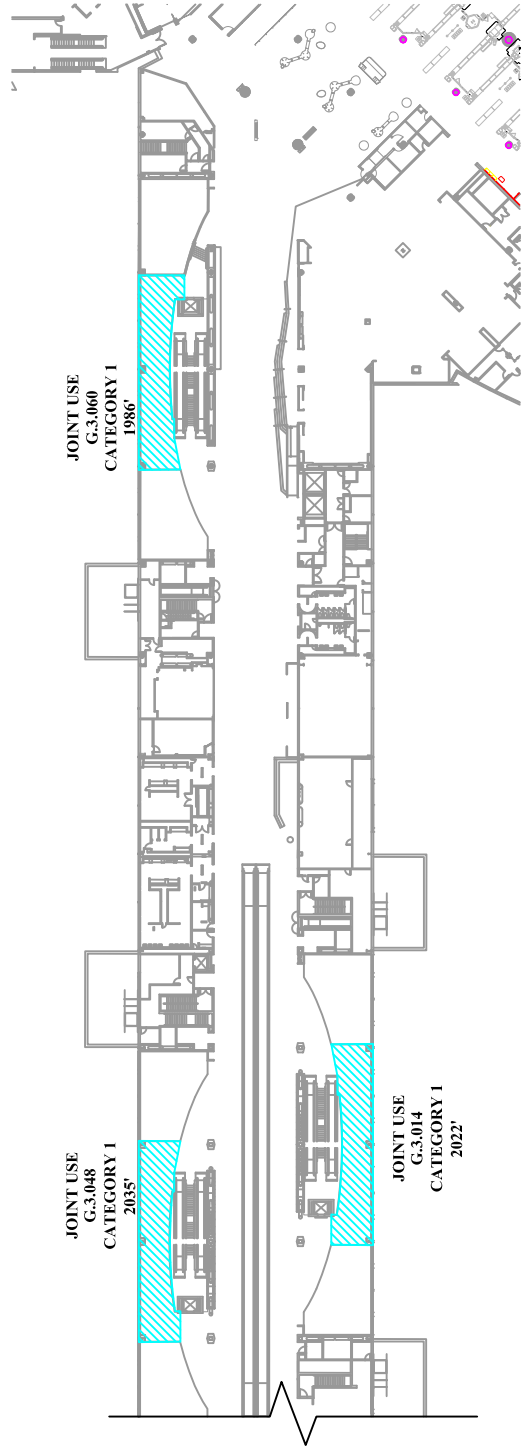 JOINT USE
G.3.060
CATEGORY 1
1986'
JOINT USE
G.3.048
CATEGORY 1
2035'
JOINT USE
G.3.014
CATEGORY 1
2022'